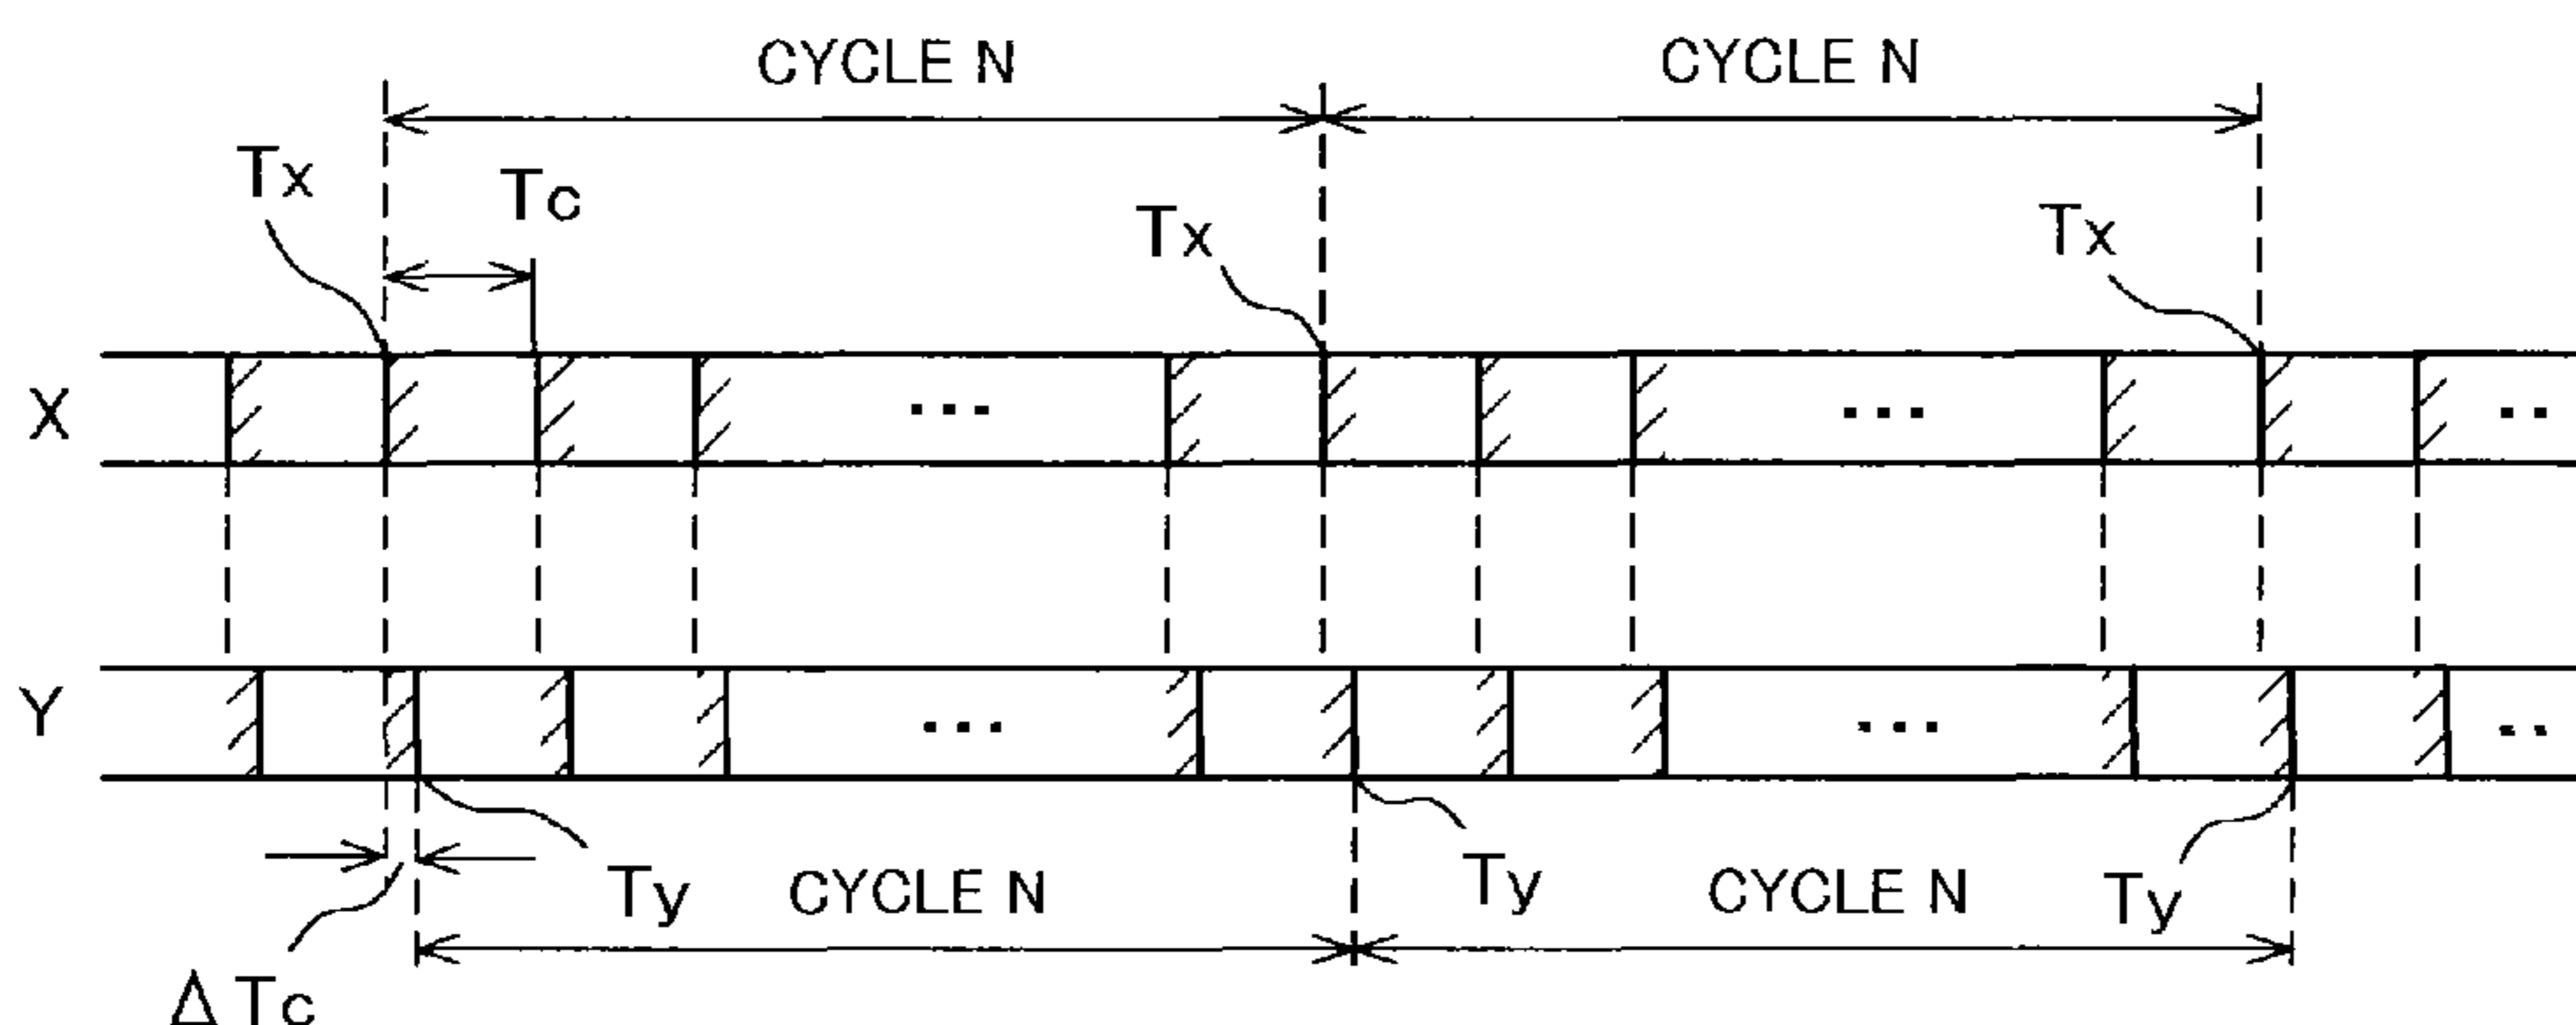 CYCLE N CYCLE N
Tx Tc Tx Tx
X ... ... ..
Y ... ... ..
Ty CYCLE N Ty CYCLE N Ty
ΔTc